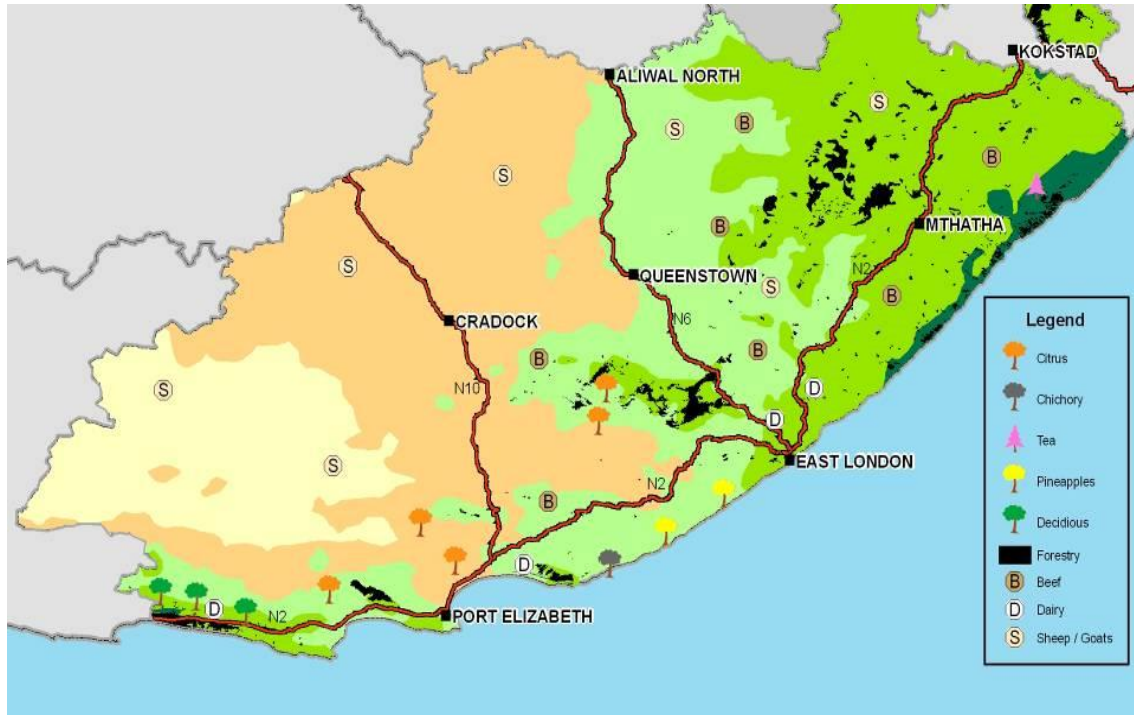 KOKSTAD
ALIWAL NORTH
S
B
S
B
S
MTHATHA
B
S
QUEENSTOWN
S
N2
B
CRADOCK
N6
B
B
N10
D
S
D
EAST LONDON
S
N2
B
D
D
N2
PORT ELIZABETH
Legend
Citrus
Chichory
Tea
Pineapples
Decidious
Forestry
B Beef
D Dairy
S Sheep / Goats